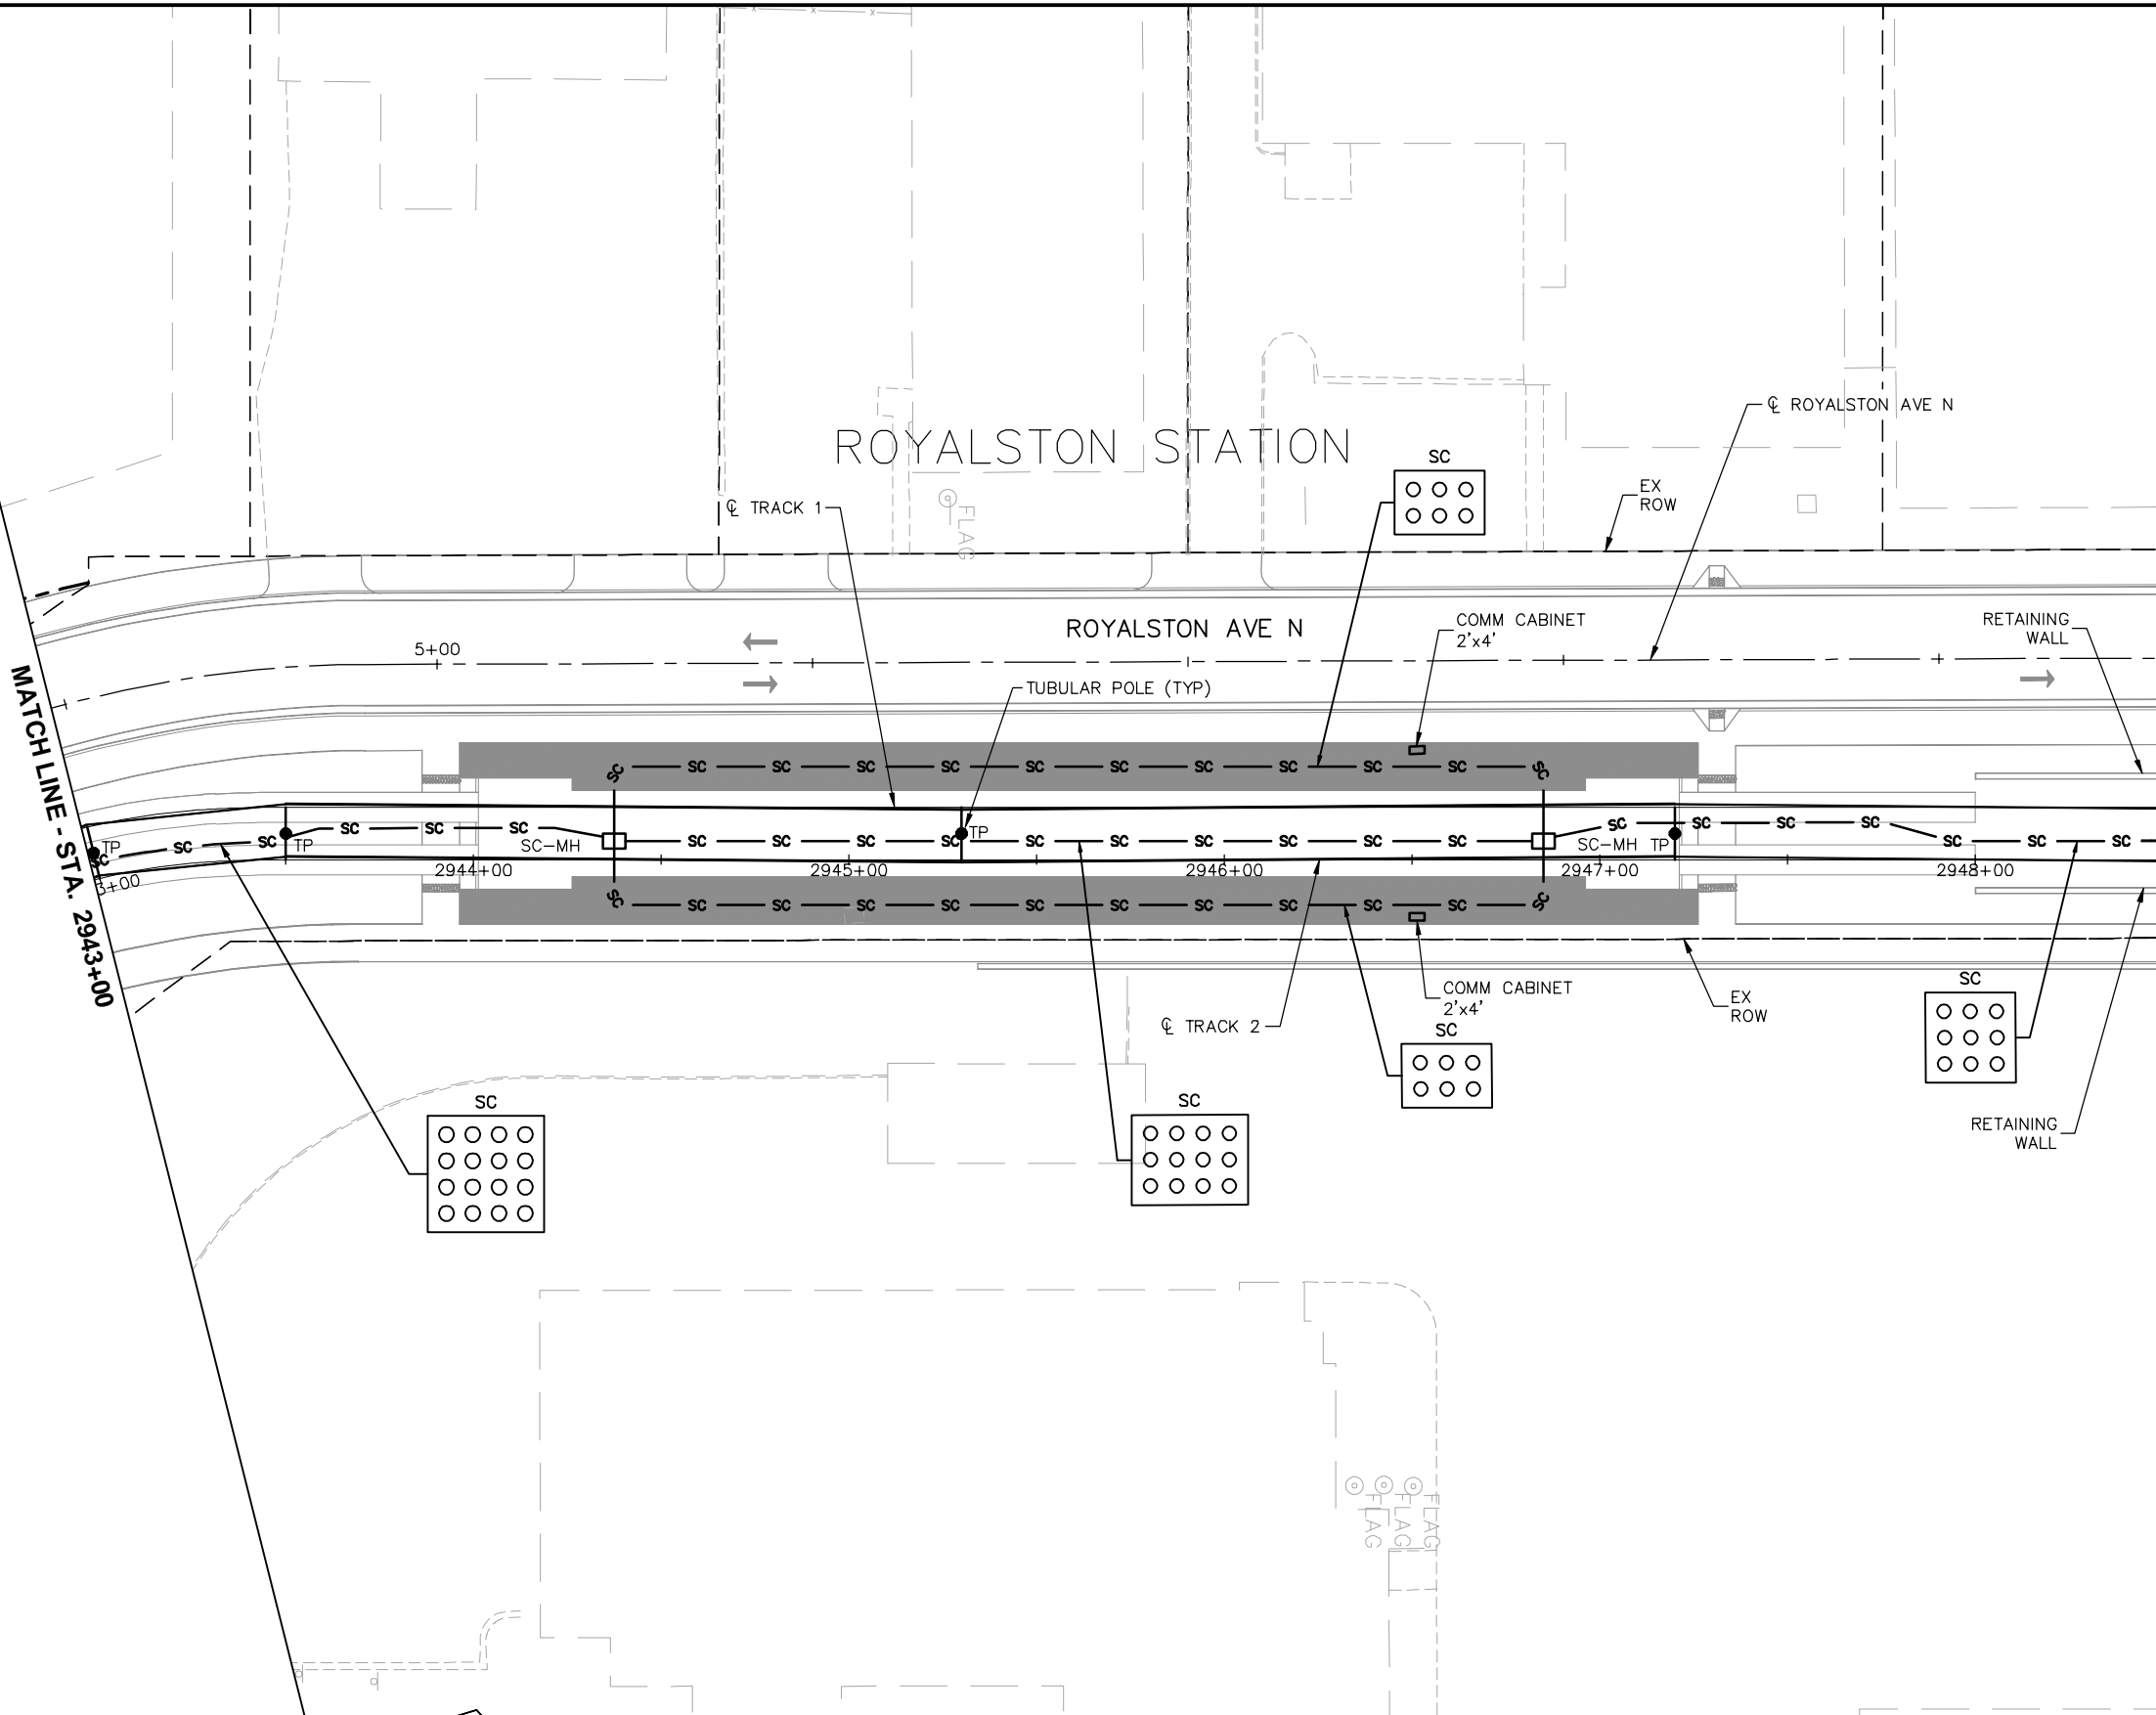 ROYALSTON STATION
℄ ROYALSTON AVE N
SC
EX
ROW
℄ TRACK 1
FLAG
ROYALSTON AVE N
COMM CABINET
2'x4'
RETAINING
WALL
5+00
TUBULAR POLE (TYP)
MATCH LINE - STA. 2943+00
SC SC SC SC SC SC SC SC SC SC SC SC
TP
SC SC SC TP SC SC SC SC-MH SC SC SC SC TP SC SC SC SC SC SC SC-MH SC TP SC SC SC SC SC SC
3+00
2944+00
2945+00
2946+00
2947+00
2948+00
SC SC SC SC SC SC SC SC SC SC SC SC
COMM CABINET
2'x4'
EX
ROW
℄ TRACK 2
SC
SC
SC
SC
RETAINING
WALL
FLAG
FLAG
FLAG